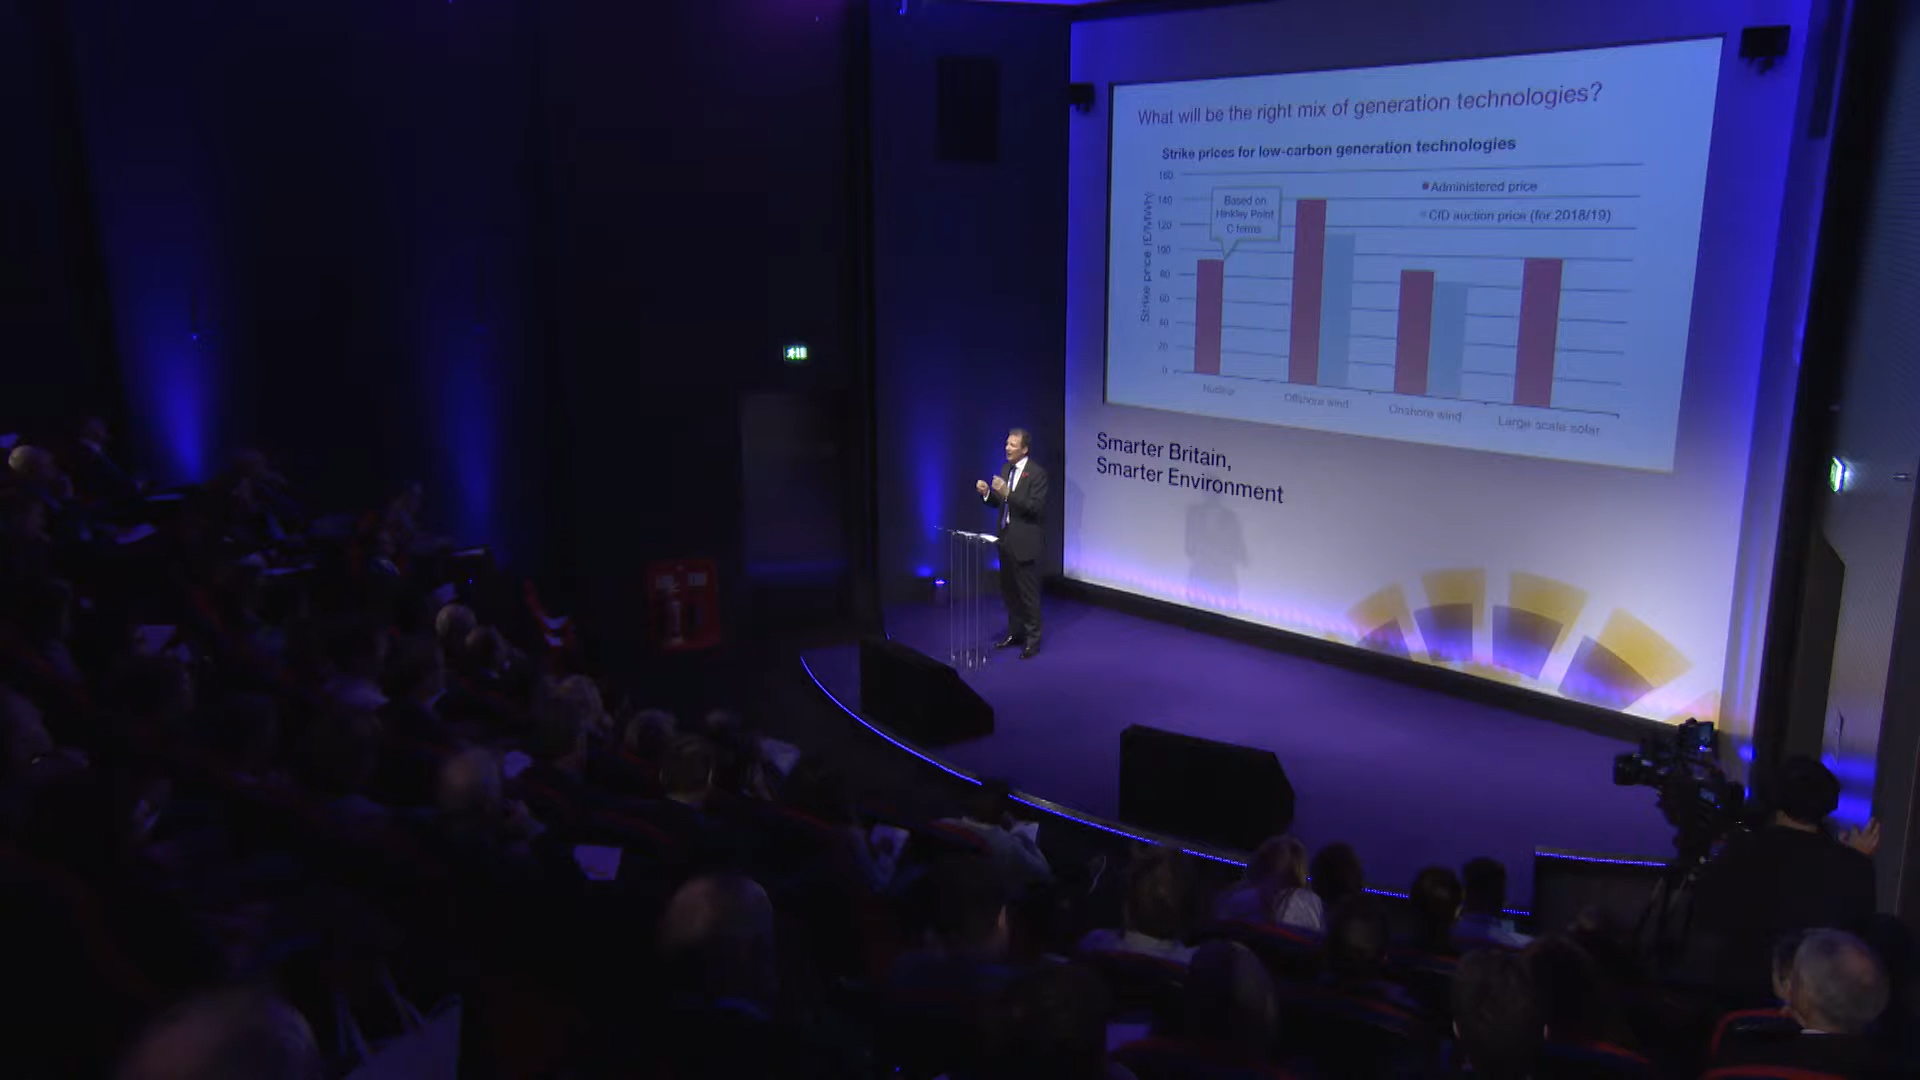 What will be the right mix of generation technologies?
Strike prices for low-carbon generation technologies
160
140
120
100
80
60
40
20
0
Strike price (£/MWh)
Based on
Hinkley Point
C terms
Administered price
CfD auction price (for 2018/19)
Nuclear
Offshore wind
Onshore wind
Large scale solar
Smarter Britain,
Smarter Environment